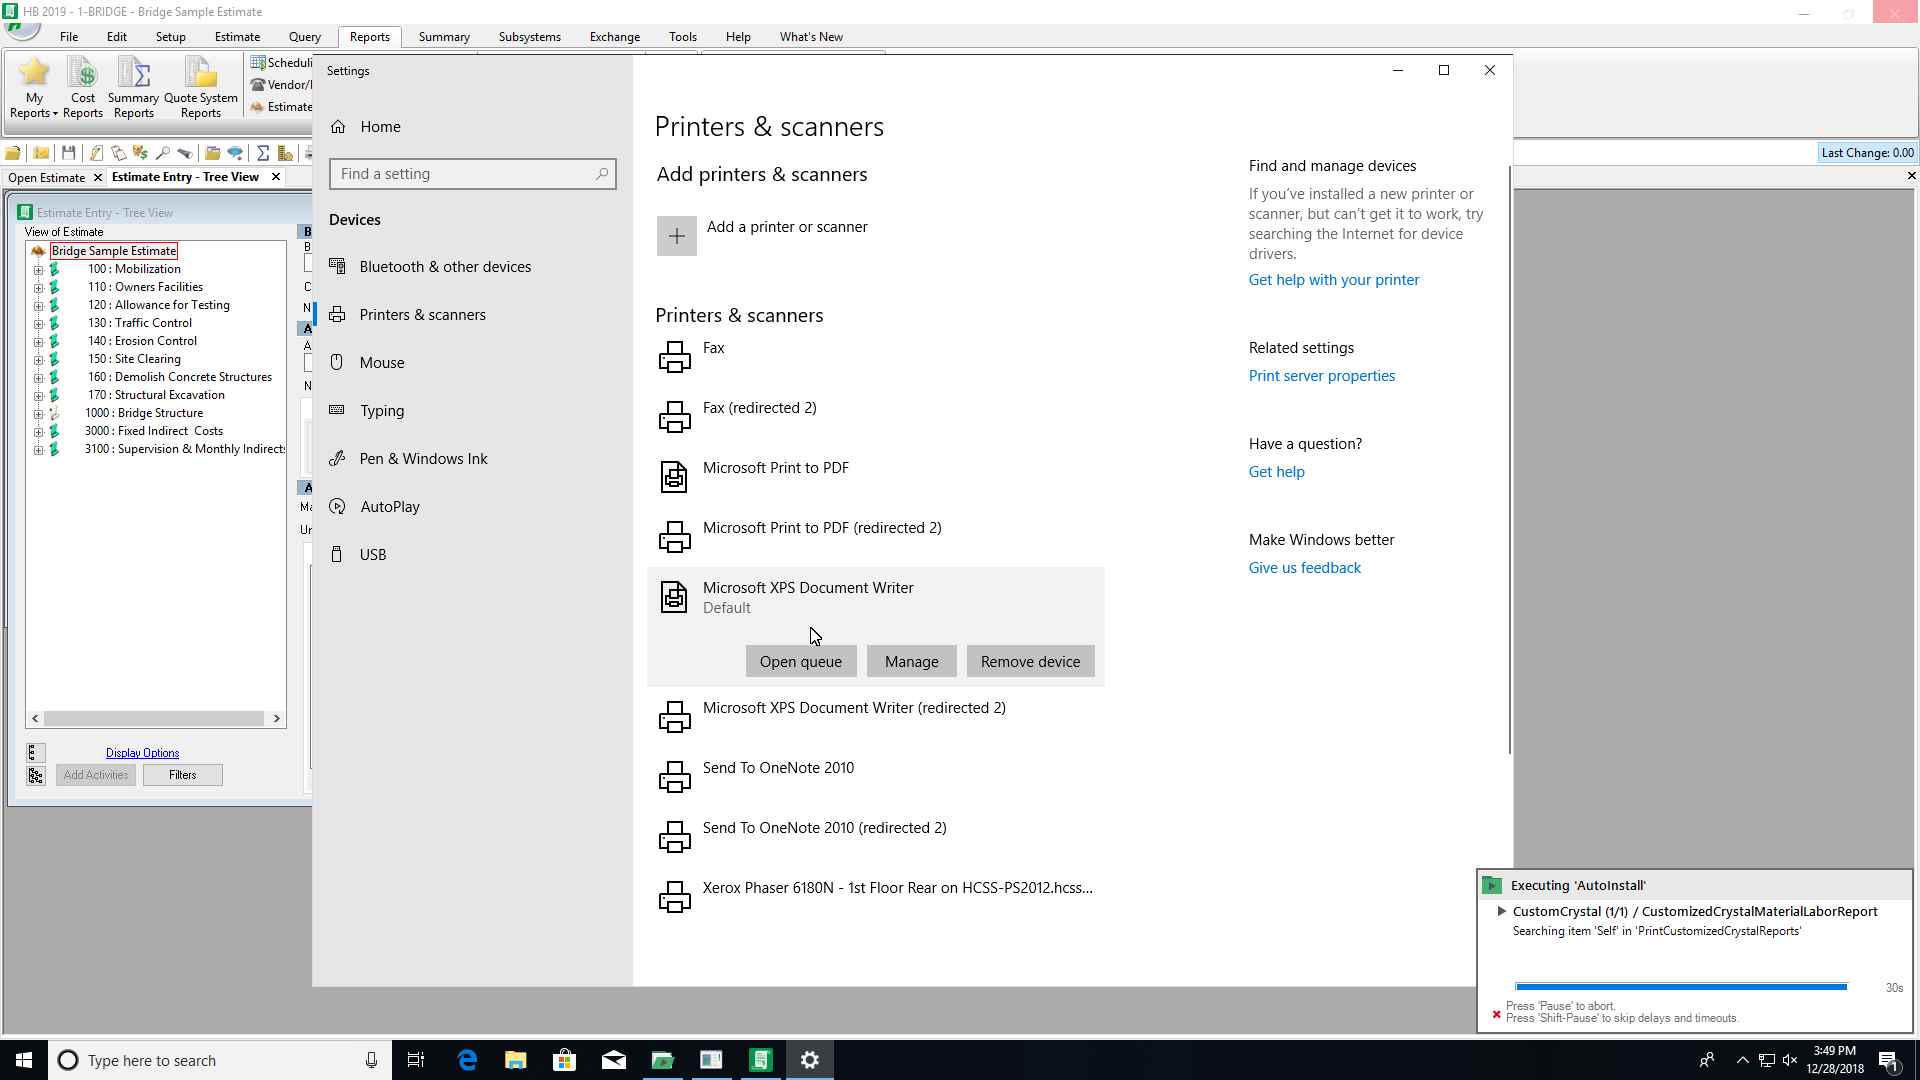 HB 2019 - 1-BRIDGE - Bridge Sample Estimate
File Edit Setup Estimate Query Reports Summary Subsystems Exchange Tools Help What's New
My Reports
Cost Reports
Summary Reports
Quote System Reports
Scheduli
Vendor/
Estimate
Last Change: 0.00
Open Estimate
Estimate Entry - Tree View
Estimate Entry - Tree View
View of Estimate
Bridge Sample Estimate
100 : Mobilization
110 : Owners Facilities
120 : Allowance for Testing
130 : Traffic Control
140 : Erosion Control
150 : Site Clearing
160 : Demolish Concrete Structures
170 : Structural Excavation
1000 : Bridge Structure
3000 : Fixed Indirect Costs
3100 : Supervision & Monthly Indirects
Display Options
Add Activities
Filters
B
B
C
N
A
A
N
A
Ma
Ur
Settings
Home
Find a setting
Devices
Bluetooth & other devices
Printers & scanners
Mouse
Typing
Pen & Windows Ink
AutoPlay
USB
Printers & scanners
Add printers & scanners
Add a printer or scanner
Printers & scanners
Fax
Fax (redirected 2)
Microsoft Print to PDF
Microsoft Print to PDF (redirected 2)
Microsoft XPS Document Writer
Default
Open queue
Manage
Remove device
Microsoft XPS Document Writer (redirected 2)
Send To OneNote 2010
Send To OneNote 2010 (redirected 2)
Xerox Phaser 6180N - 1st Floor Rear on HCSS-PS2012.hcss...
Find and manage devices
If you've installed a new printer or
scanner, but can't get it to work, try
searching the Internet for device
drivers.
Get help with your printer
Related settings
Print server properties
Have a question?
Get help
Make Windows better
Give us feedback
Executing 'AutoInstall'
CustomCrystal (1/1) / CustomizedCrystalMaterialLaborReport
Searching item 'Self' in 'PrintCustomizedCrystalReports'
30s
Press 'Pause' to abort.
Press 'Shift-Pause' to skip delays and timeouts.
Type here to search
3:49 PM
12/28/2018
1